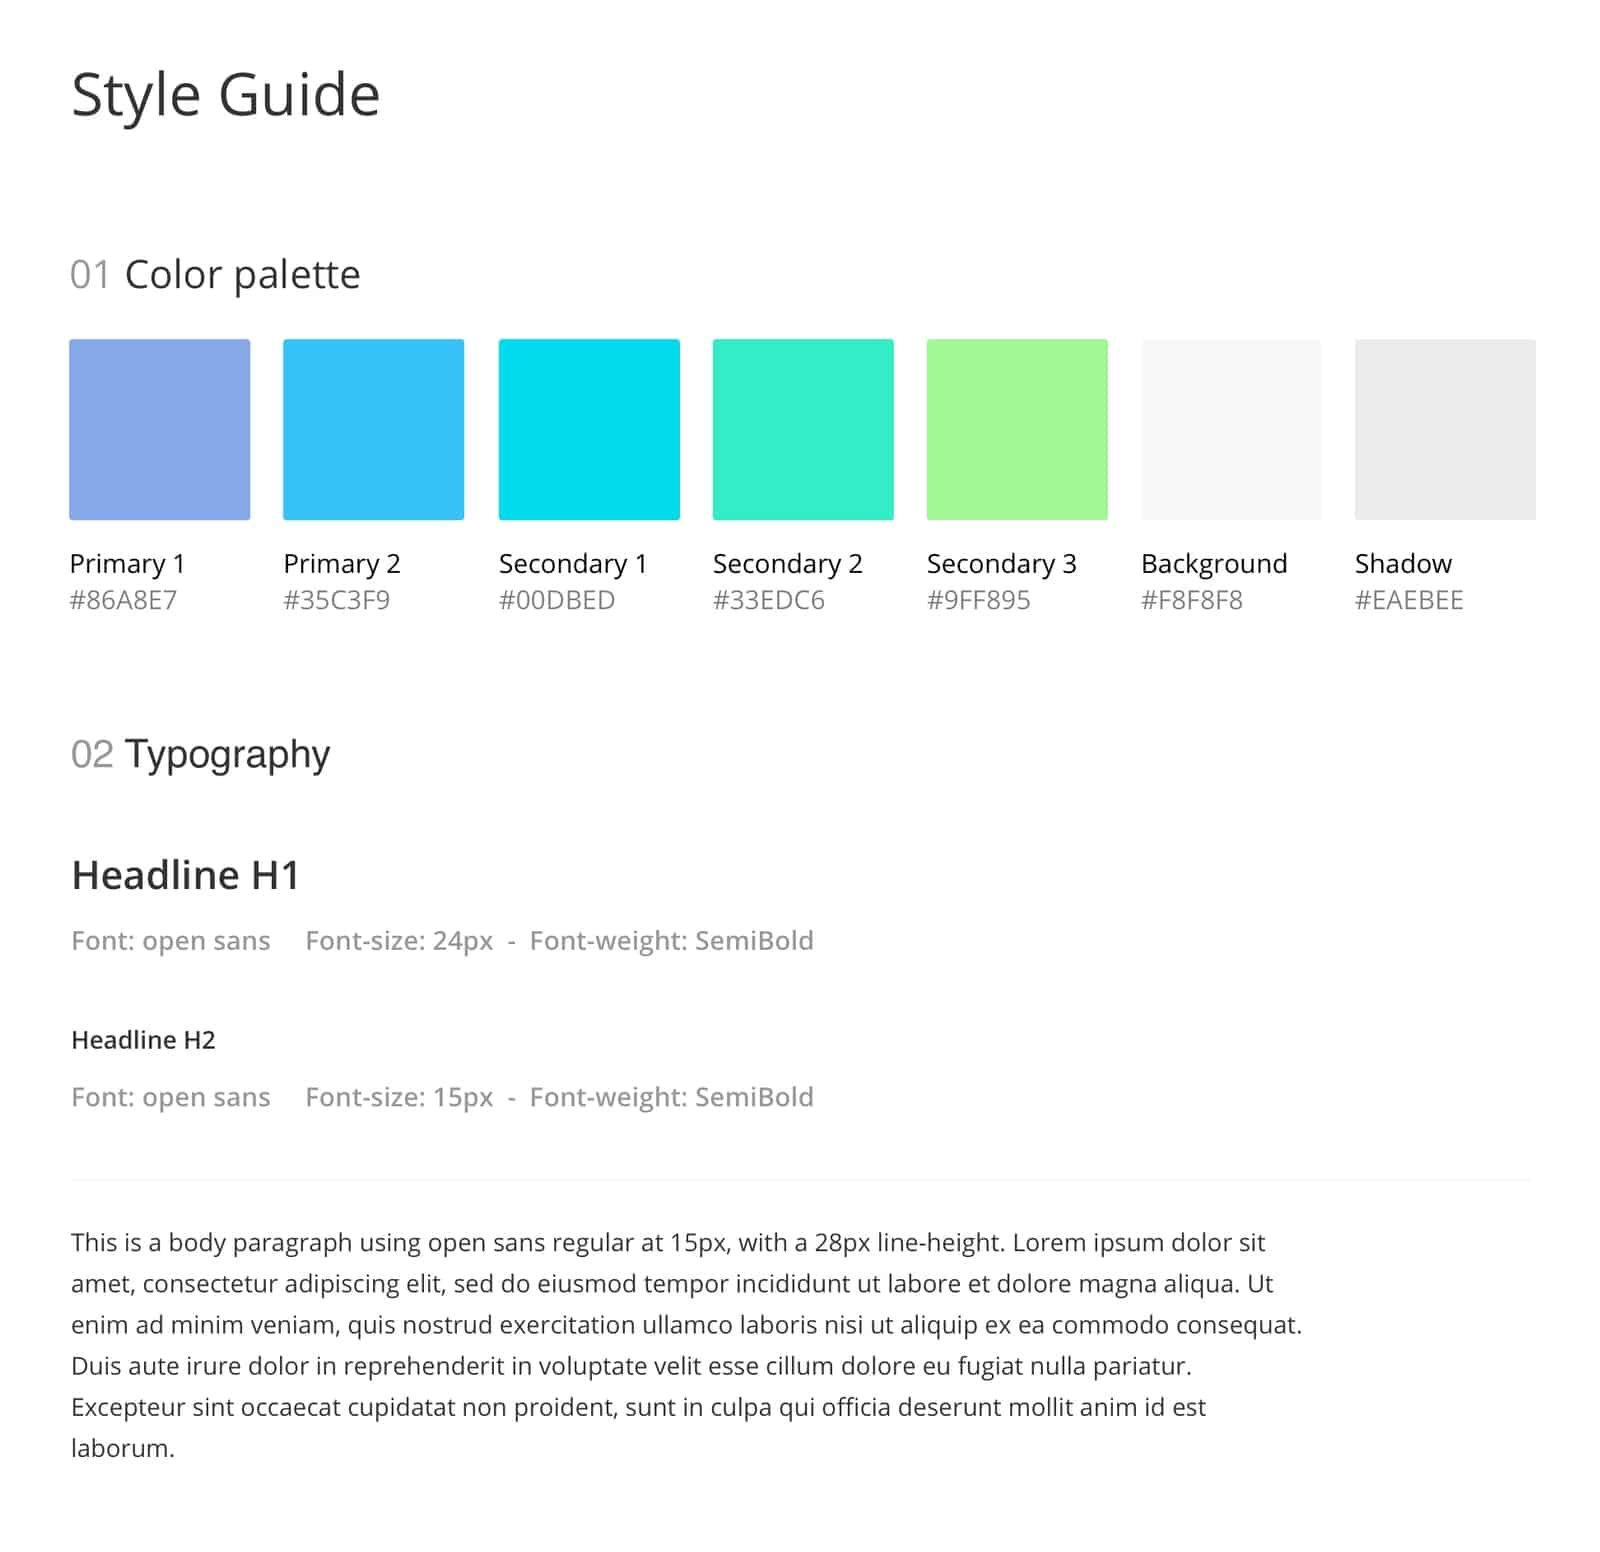 Style Guide
01 Color palette
Primary 1
#86A8E7
Primary 2
#35C3F9
Secondary 1
#00DBED
Secondary 2
#33EDC6
Secondary 3
#9FF895
Background
#F8F8F8
Shadow
#EAEBEE
02 Typography
Headline H1
Font: open sans Font-size: 24px - Font-weight: SemiBold
Headline H2
Font: open sans Font-size: 15px - Font-weight: SemiBold
This is a body paragraph using open sans regular at 15px, with a 28px line-height. Lorem ipsum dolor sit
amet, consectetur adipiscing elit, sed do eiusmod tempor incididunt ut labore et dolore magna aliqua. Ut
enim ad minim veniam, quis nostrud exercitation ullamco laboris nisi ut aliquip ex ea commodo consequat.
Duis aute irure dolor in reprehenderit in voluptate velit esse cillum dolore eu fugiat nulla pariatur.
Excepteur sint occaecat cupidatat non proident, sunt in culpa qui officia deserunt mollit anim id est
laborum.